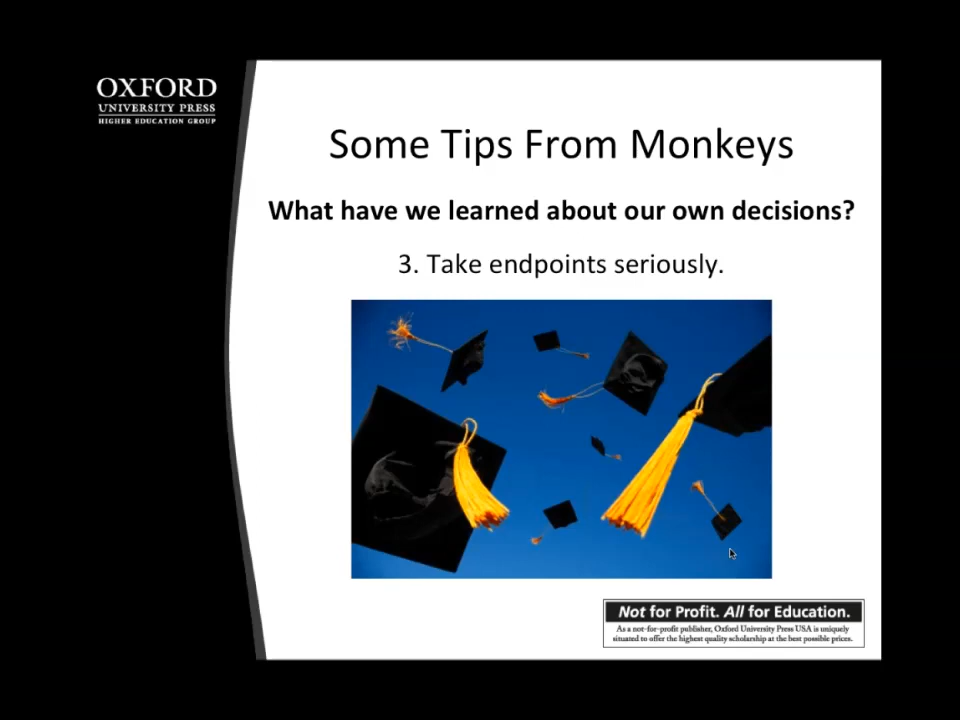 OXFORD
UNIVERSITY PRESS
HIGHER EDUCATION GROUP
Some Tips From Monkeys
What have we learned about our own decisions?
3. Take endpoints seriously.
Not for Profit. All for Education.
As a not-for-profit publisher, Oxford University Press USA is uniquely
situated to offer the highest quality scholarship at the best possible prices.